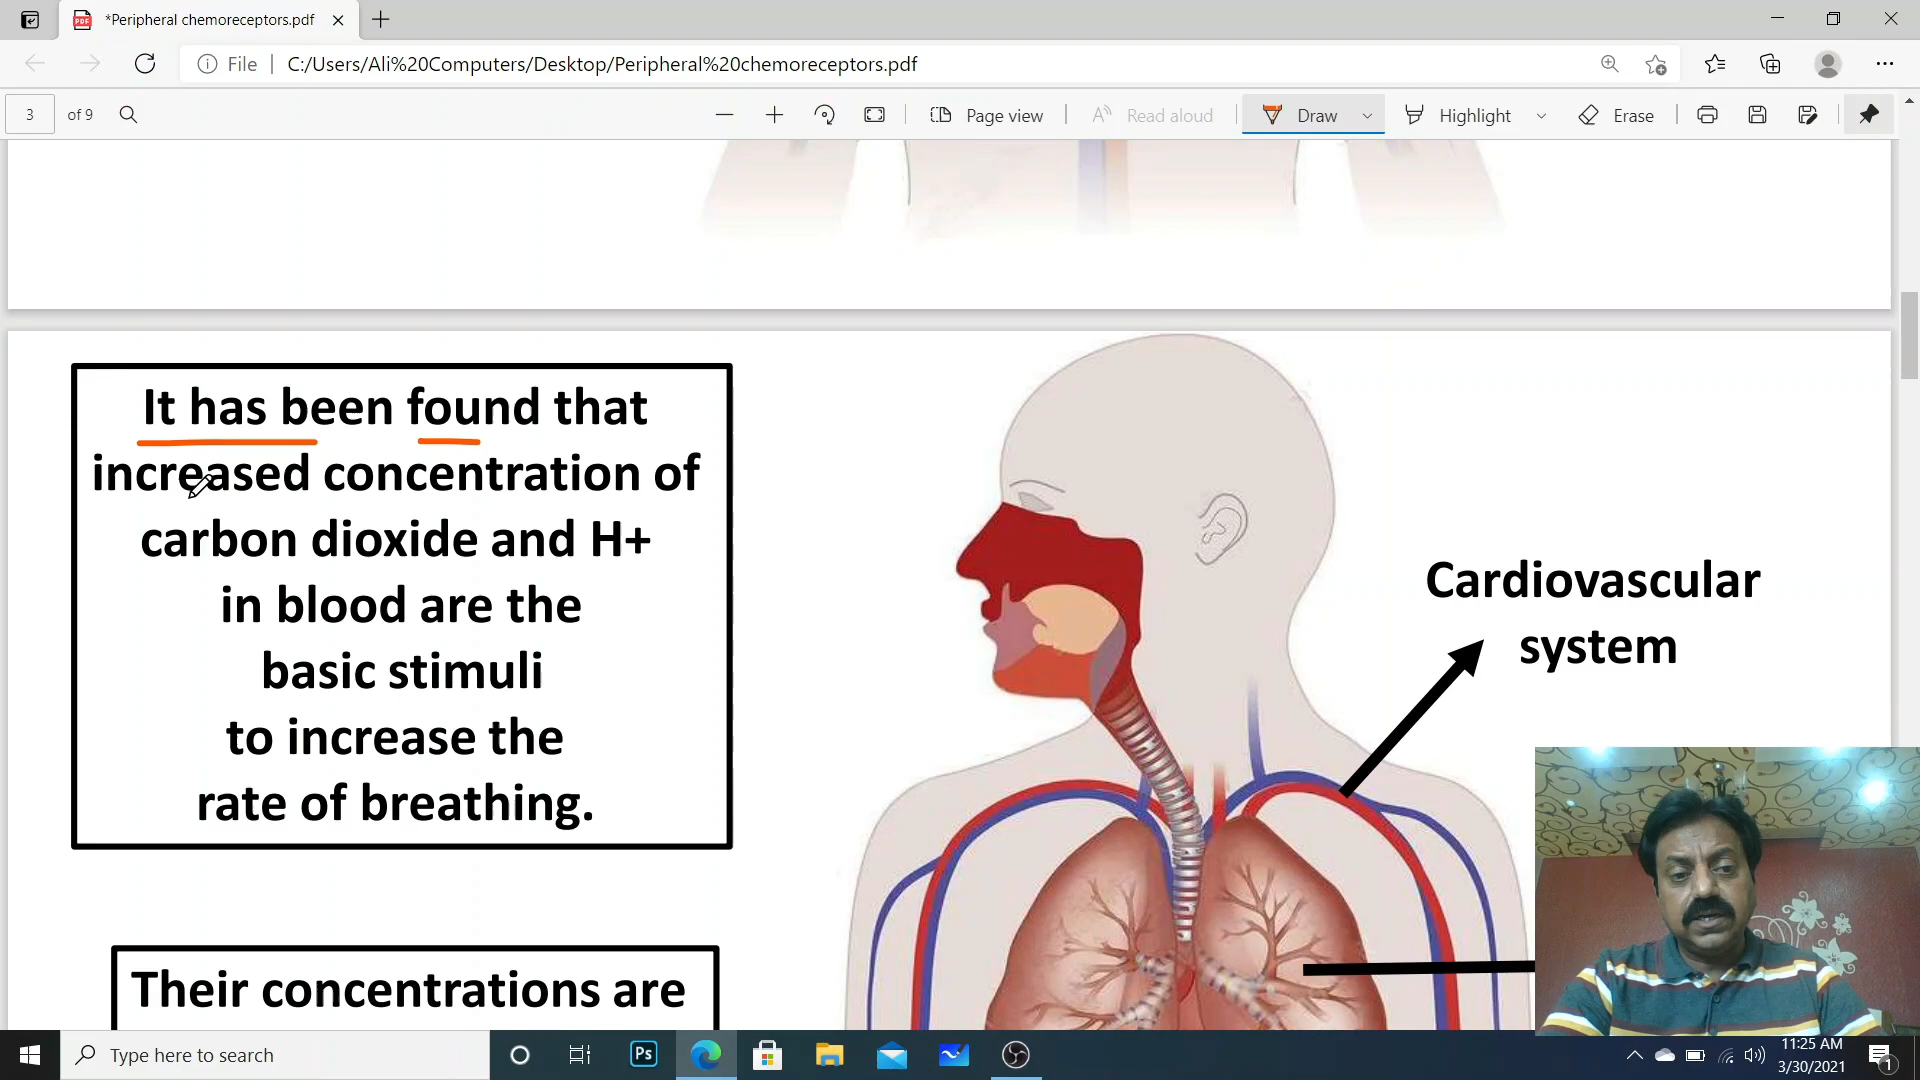 *Peripheral chemoreceptors.pdf
File
C:/Users/Ali%20Computers/Desktop/Peripheral%20chemoreceptors.pdf
3
of 9
Page view
Read aloud
Draw
Highlight
Erase
It has been found that
increased concentration of
carbon dioxide and H+
in blood are the
basic stimuli
to increase the
rate of breathing.
Cardiovascular
system
Their concentrations are
Type here to search
Ps
11:25 AM
3/30/2021
1